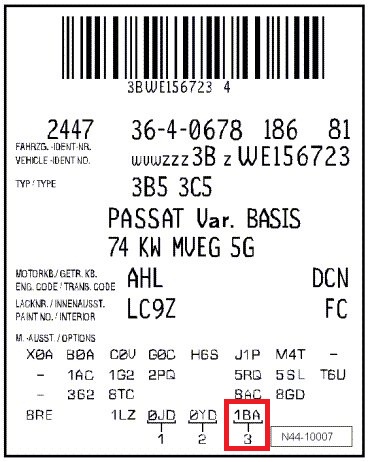 3BWE156723 4
2447 36-4-0678 186 81
FAHRZG.-IDENT-NR.
VEHICLE-IDENT NO. WVWZZZ 3B Z WE156723
TYP / TYPE 3B5 3C5
PASSAT Var. BASIS
74 KW MVEG 5G
MOTORKB./ GETR. KB.
ENG. CODE / TRANS. CODE AHL DCN
LACKNR./ INNENAUSST.
PAINT NO. / INTERIOR LC9Z FC
M.-AUSST. / OPTIONS
X0A B0A C0V G0C H6S J1P M4T -
- 1AC 1G2 2PQ 5RQ 5SL T6U
- 3G2 8TC 8AC 8GD
8RE 1LZ 0JD 0YD 1BA
1 2 3
N44-10007